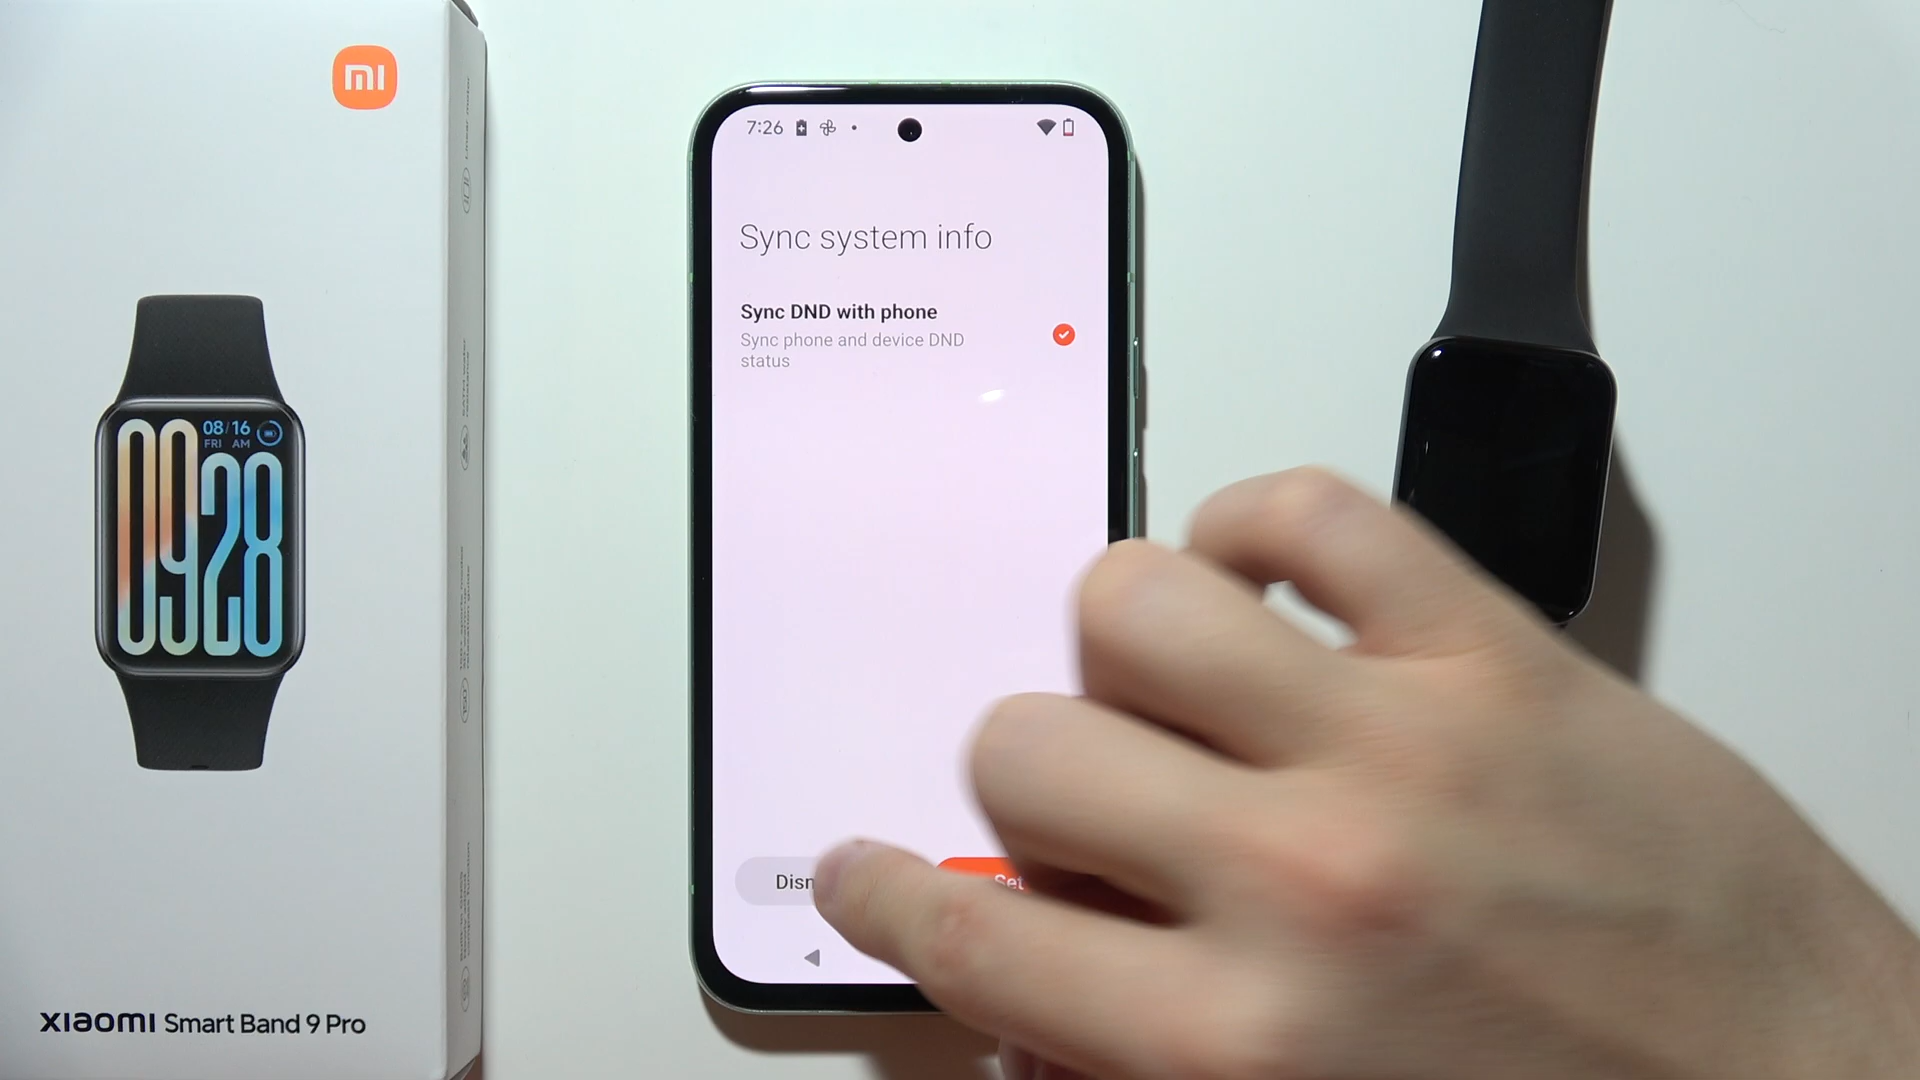 mi
08/16
FRI AM
0928
xiaomi Smart Band 9 Pro
7:26
Sync system info
Sync DND with phone
Sync phone and device DND
status
Set